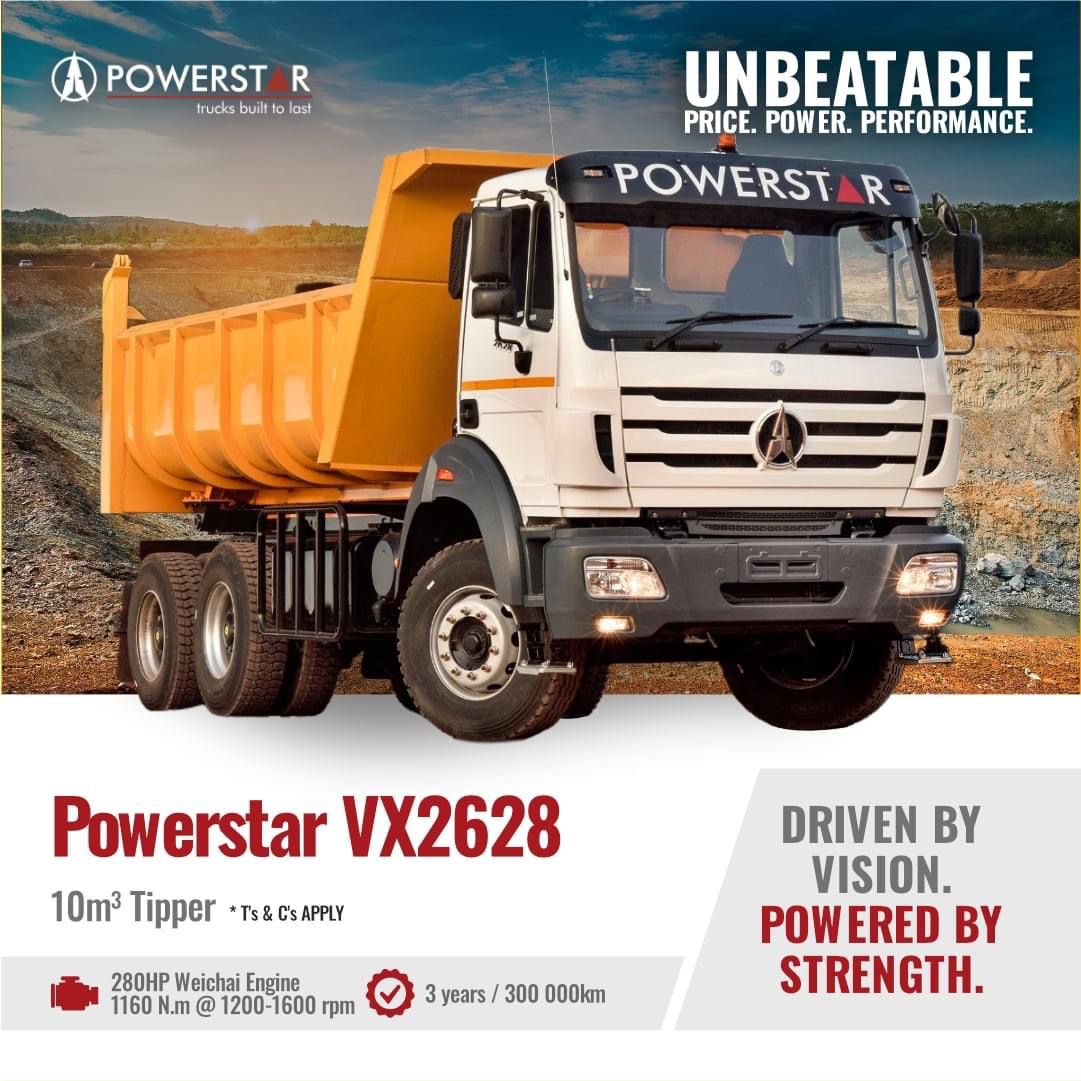 POWERSTAR
trucks built to last
UNBEATABLE
PRICE. POWER. PERFORMANCE.
POWERSTAR
Powerstar VX2628
10m³ Tipper * T's & C's APPLY
280HP Weichai Engine
1160 N.m @ 1200-1600 rpm
3 years / 300 000km
DRIVEN BY
VISION.
POWERED BY
STRENGTH.